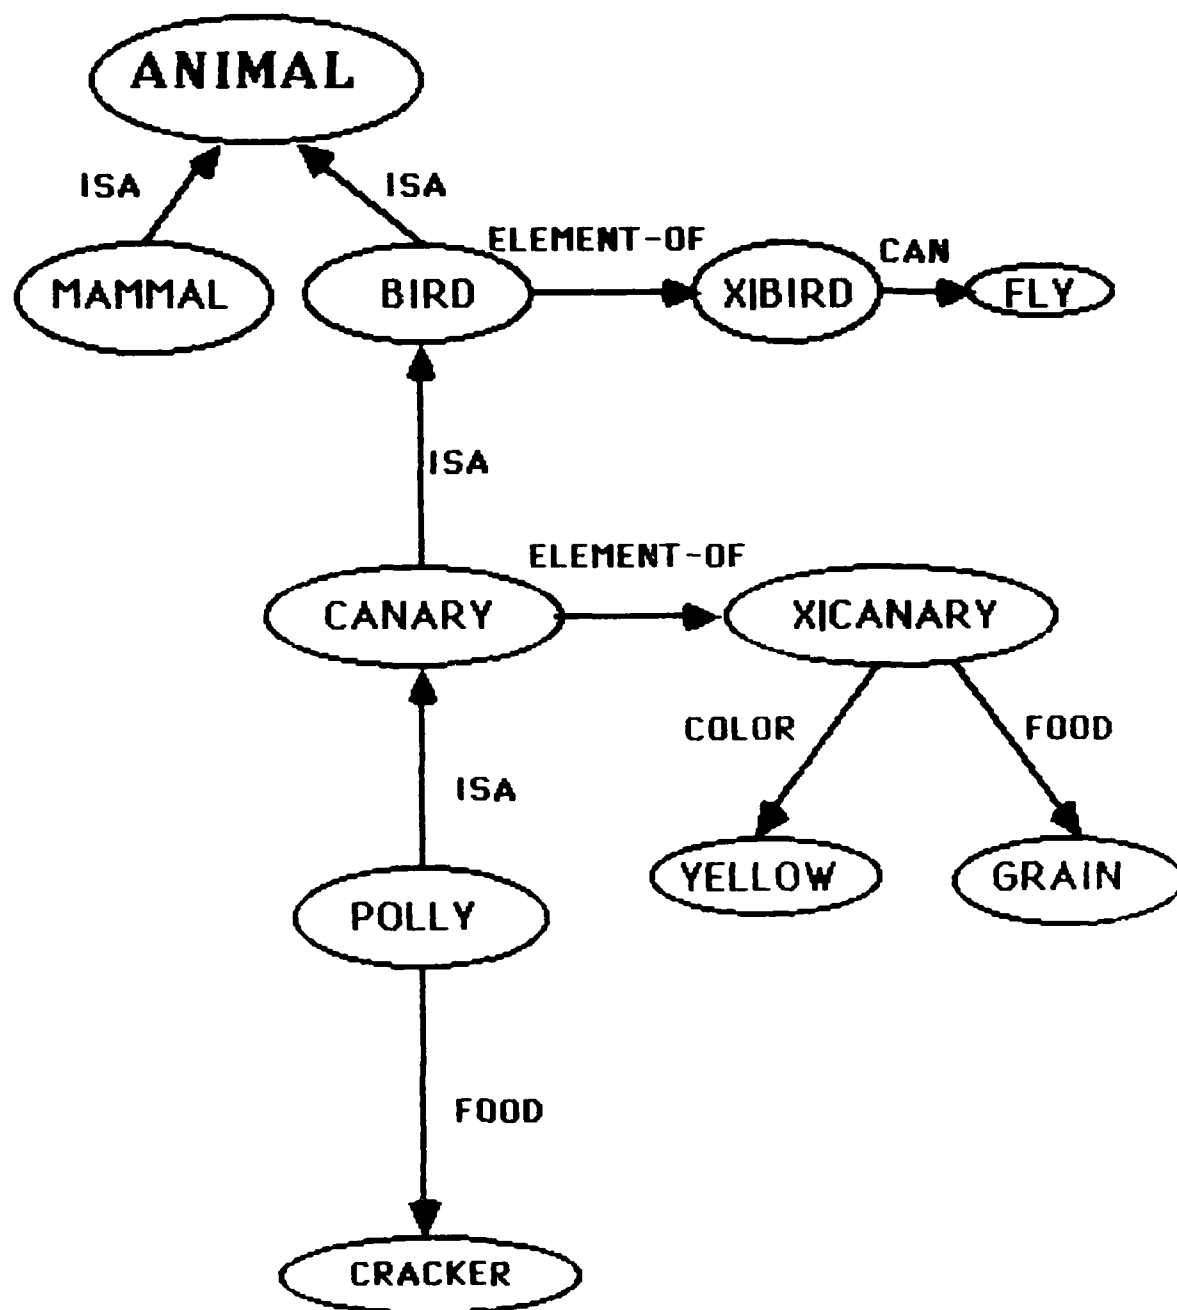 ANIMAL
ISA
ISA
MAMMAL
BIRD
ELEMENT-OF
X|BIRD
CAN
FLY
ISA
CANARY
ELEMENT-OF
X|CANARY
COLOR
FOOD
ISA
YELLOW
GRAIN
POLLY
FOOD
CRACKER